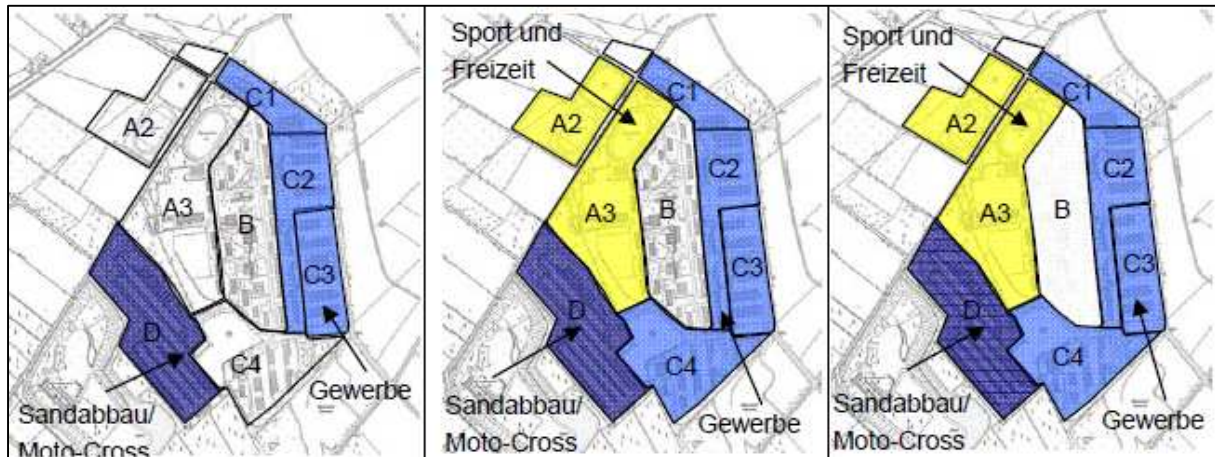 C1
A2
C2
A3
B
C3
D
C4
Gewerbe
Sandabbau/
Moto-Cross
Sport und
Freizeit
C1
A2
C2
A3
B
C3
D
C4
Sandabbau/
Gewerbe
Moto-Cross
Sport und
Freizeit
C1
A2
C2
A3
B
C3
D
C4
Sandabbau/
Gewerbe
Moto-Cross